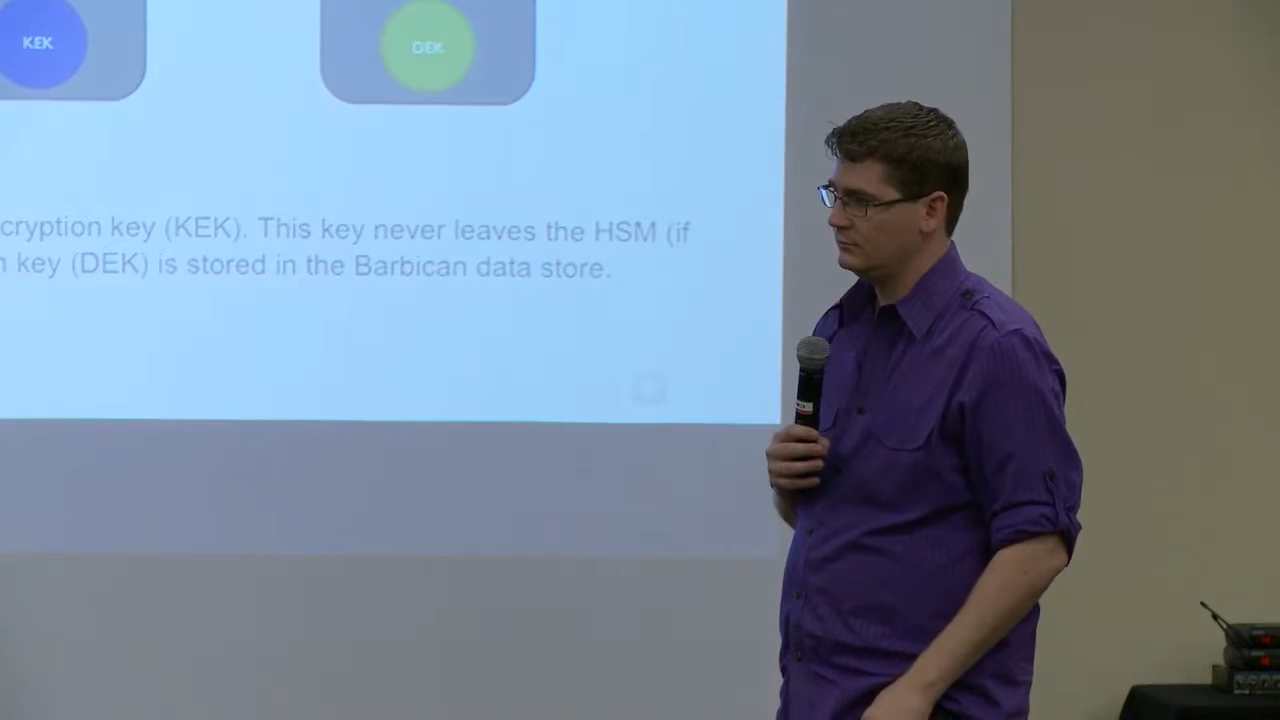 KEK
DEK
cryption key (KEK). This key never leaves the HSM (if
key (DEK) is stored in the Barbican data store.